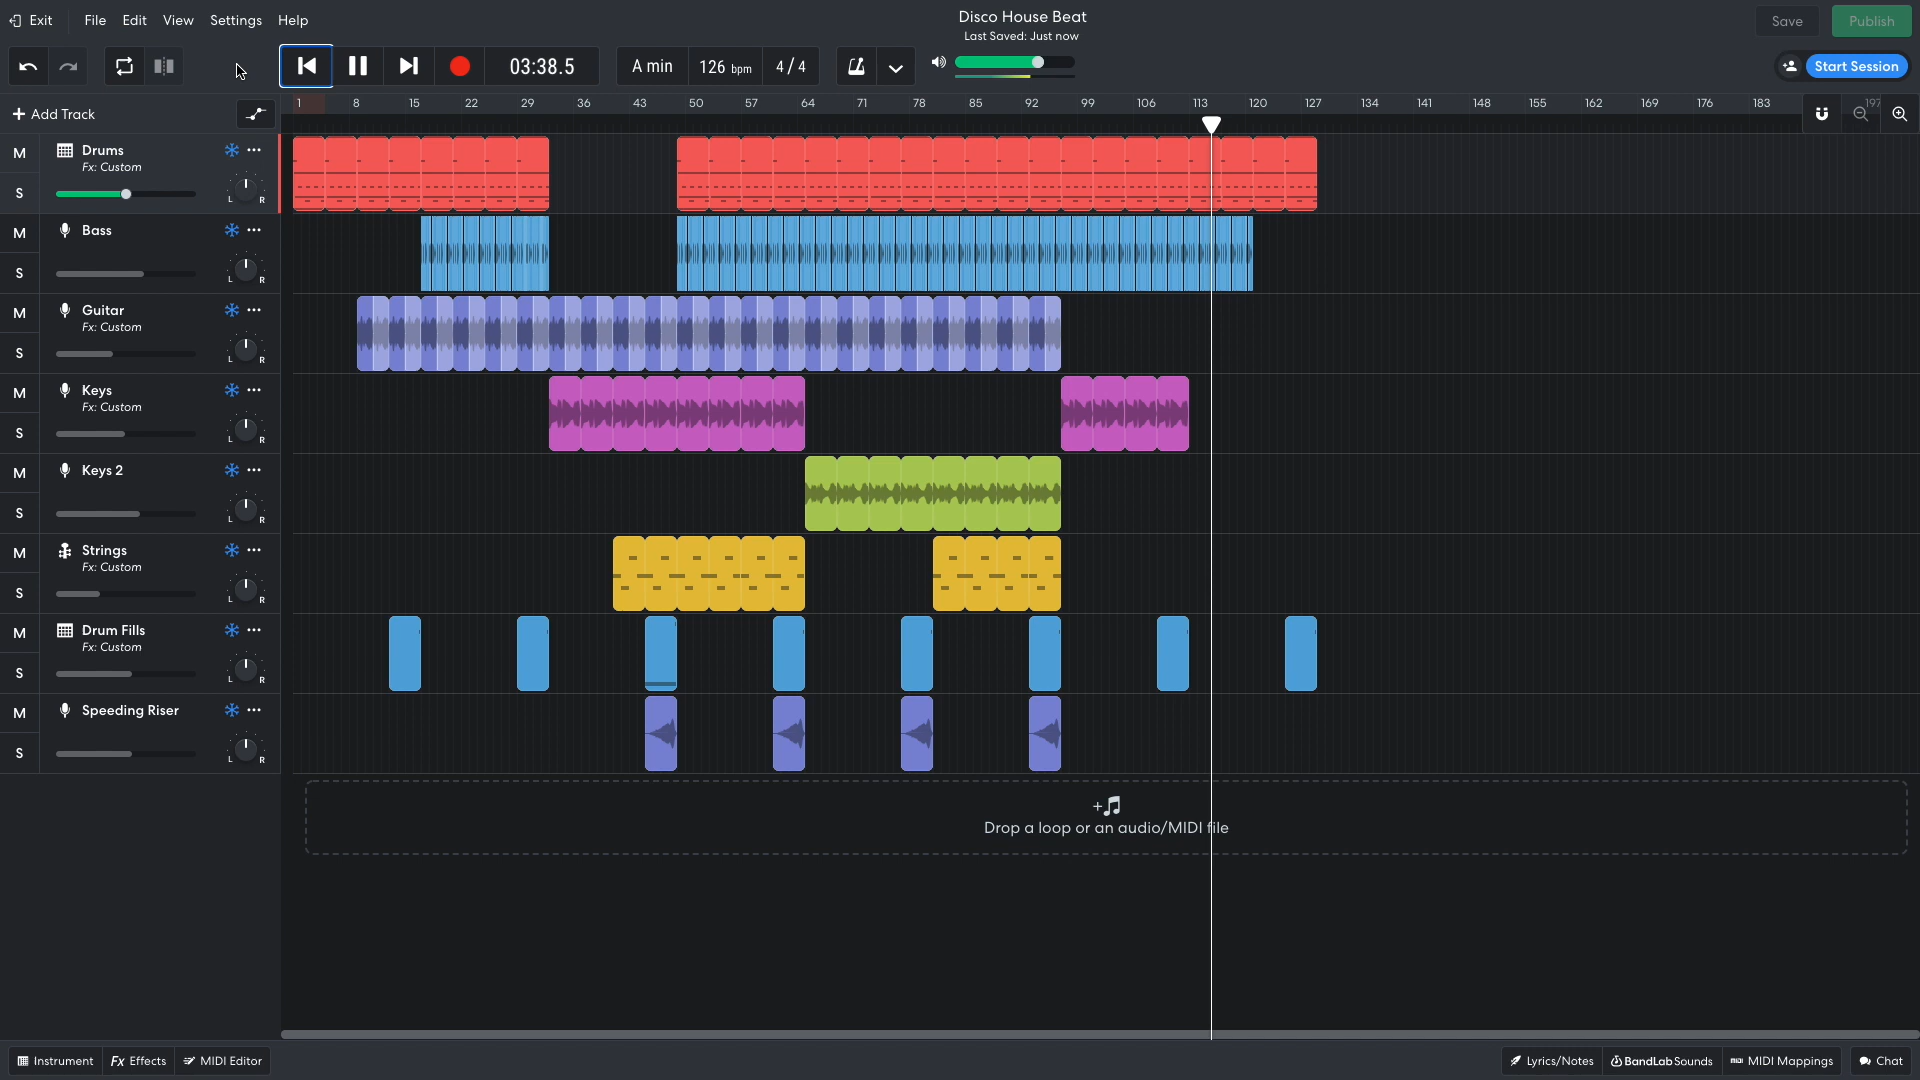 Exit File Edit View Settings Help
Disco House Beat
Last Saved: Just now
Save Publish
03:38.5 A min 126 bpm 4/4
Start Session
Add Track
1 8 15 22 29 36 43 50 57 64 71 78 85 92 99 106 113 120 127 134 141 148 155 162 169 176 183 197
M Drums
Fx: Custom
S L R
M Bass
S L R
M Guitar
Fx: Custom
S L R
M Keys
Fx: Custom
S L R
M Keys 2
S L R
M Strings
Fx: Custom
S L R
M Drum Fills
Fx: Custom
S L R
M Speeding Riser
S L R
Drop a loop or an audio/MIDI file
Instrument Fx Effects MIDI Editor Lyrics/Notes BandLab Sounds MIDI Mappings Chat